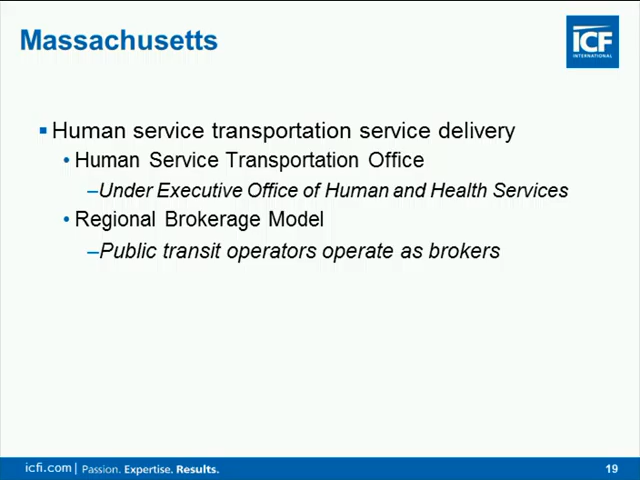 Massachusetts
ICF
INTERNATIONAL
Human service transportation service delivery
Human Service Transportation Office
–Under Executive Office of Human and Health Services
Regional Brokerage Model
–Public transit operators operate as brokers
icfi.com | Passion. Expertise. Results.
19